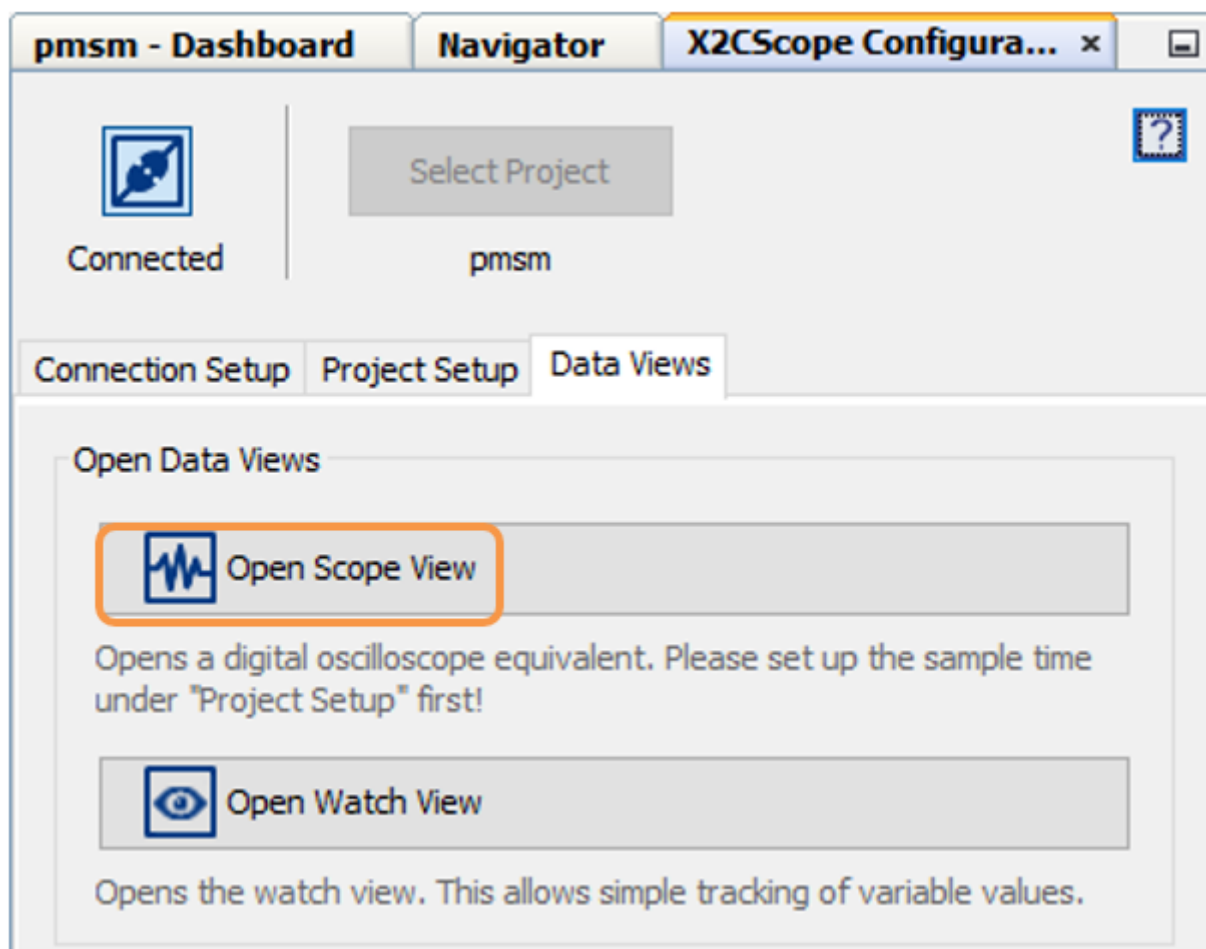 pmsm - Dashboard Navigator X2CScope Configura... ×
?
Select Project
Connected pmsm
Connection Setup Project Setup Data Views
Open Data Views
Open Scope View
Opens a digital oscilloscope equivalent. Please set up the sample time
under "Project Setup" first!
Open Watch View
Opens the watch view. This allows simple tracking of variable values.